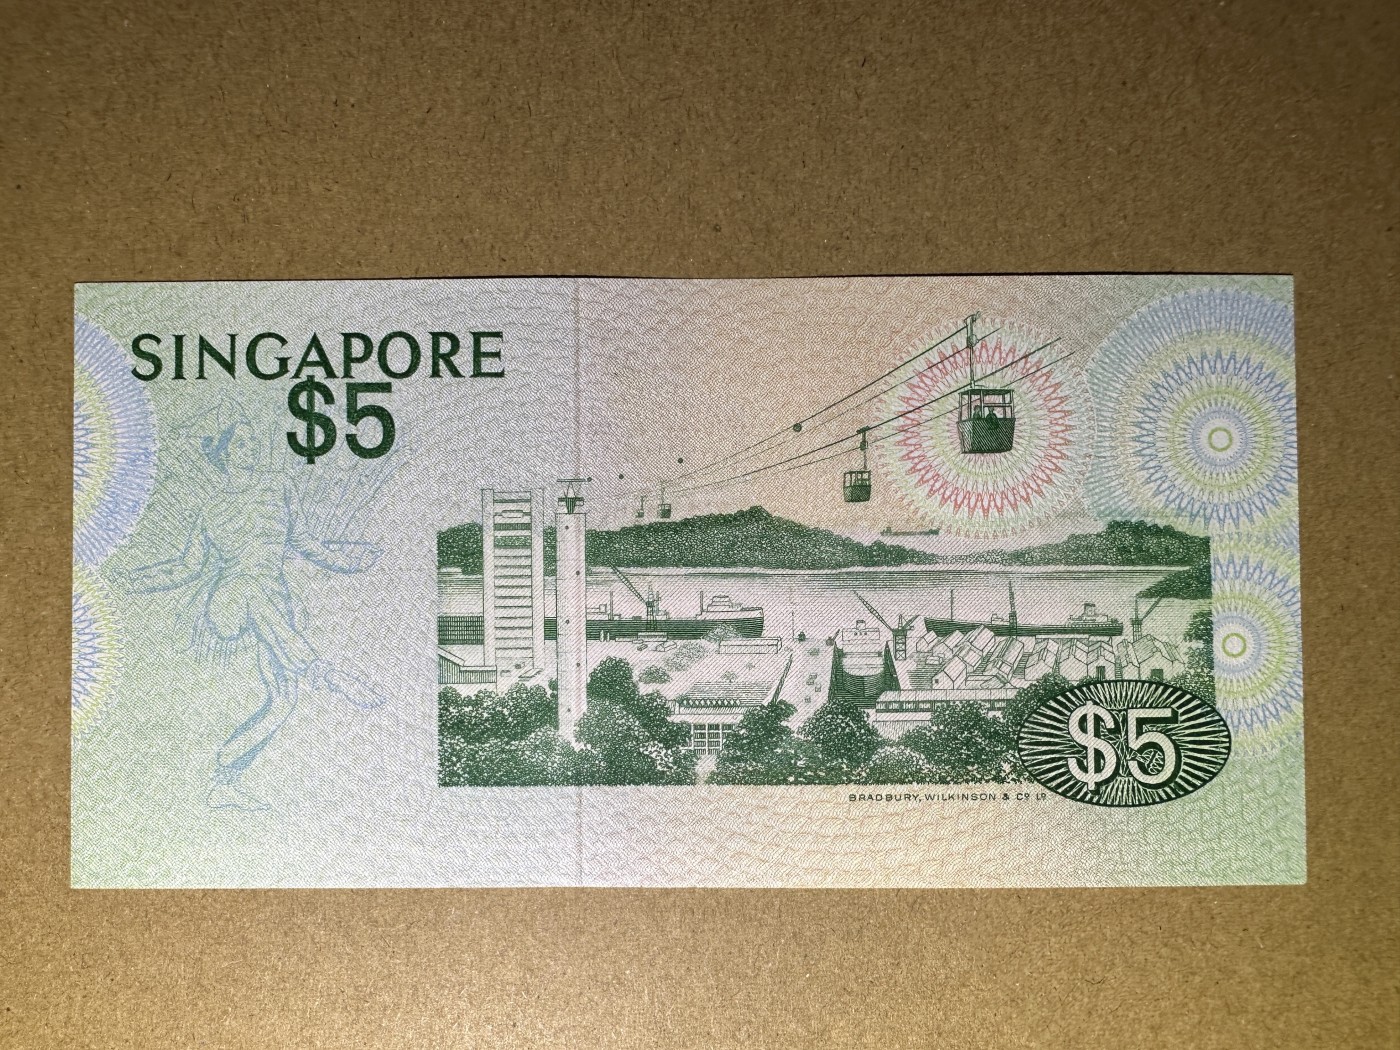 SINGAPORE
$5
BRADBURY, WILKINSON & Cº Lᴰ
$5